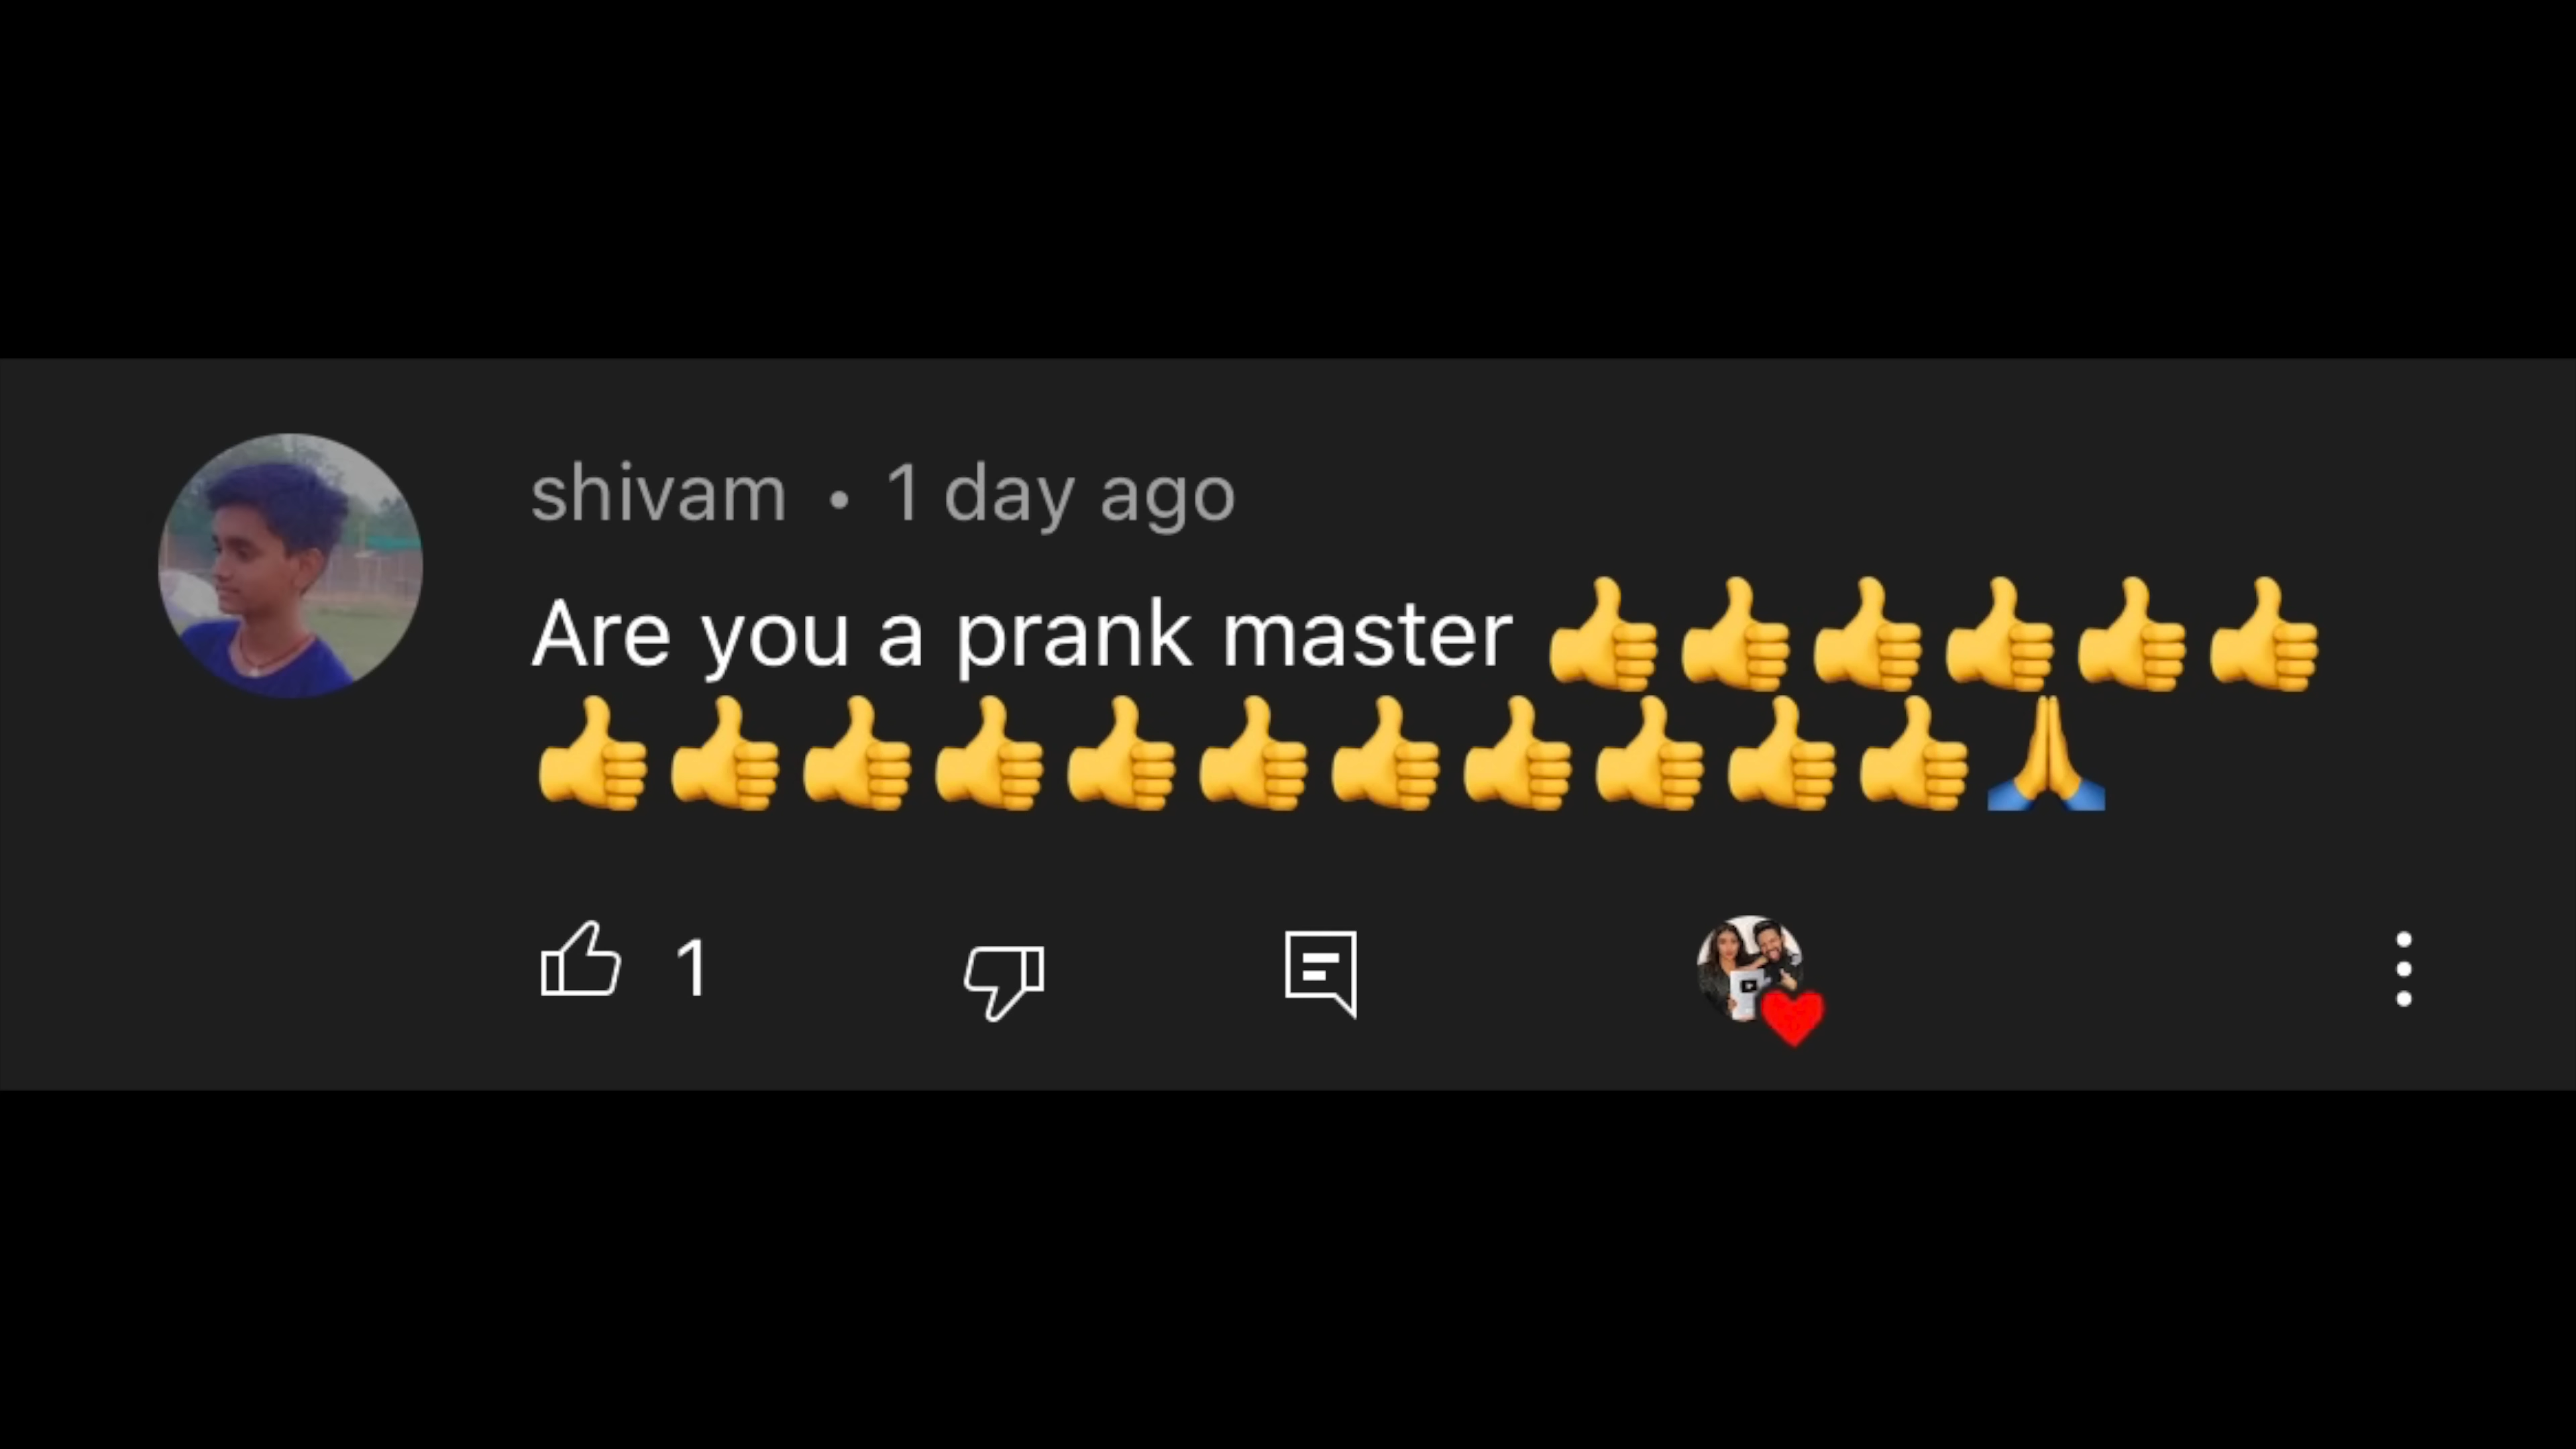 shivam • 1 day ago
Are you a prank master 👍👍👍👍👍👍
👍👍👍👍👍👍👍👍👍👍👍🙏
1